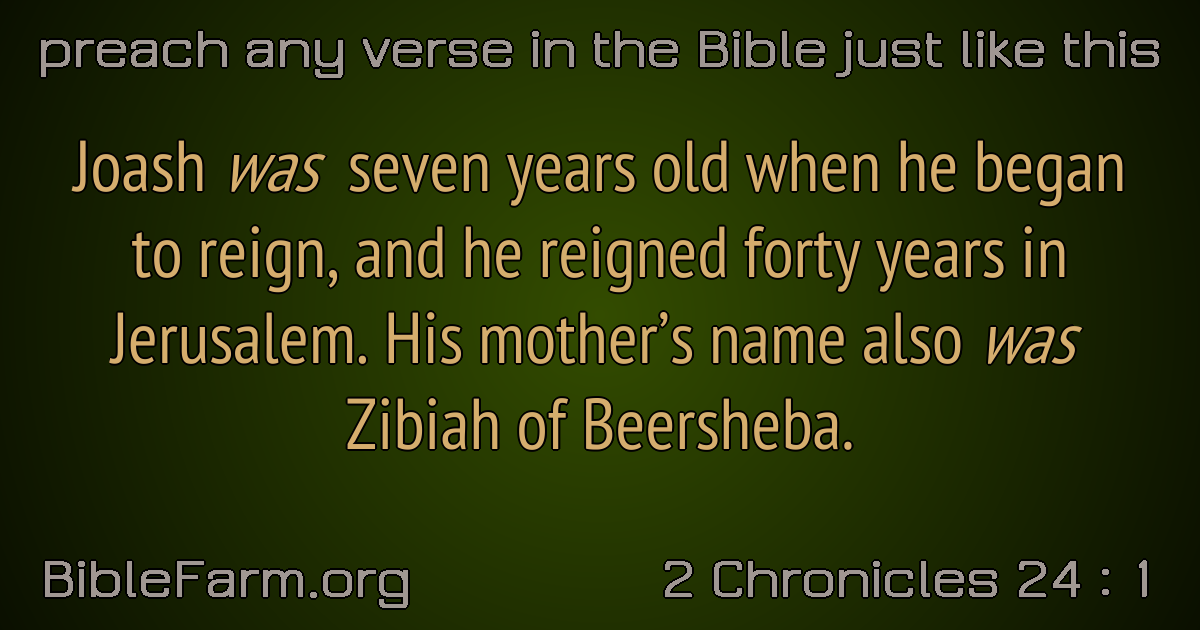 preach any verse in the Bible just like this
Joash was seven years old when he began
to reign, and he reigned forty years in
Jerusalem. His mother’s name also was
Zibiah of Beersheba.
BibleFarm.org
2 Chronicles 24 : 1